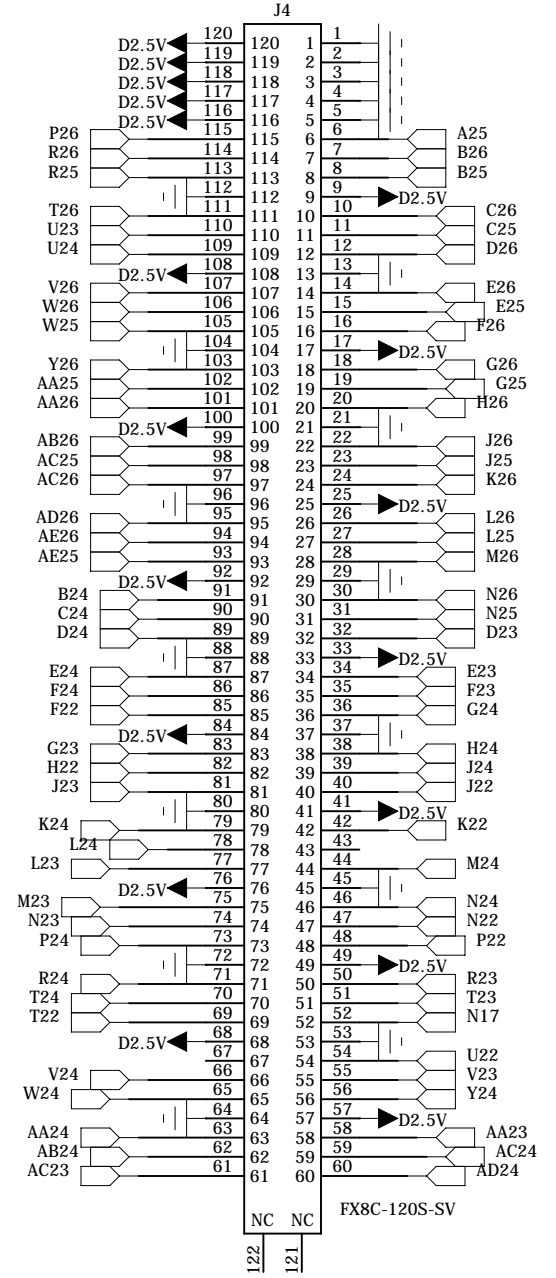 J4
D2.5V 120 120 1 1
D2.5V 119 119 2 2
D2.5V 118 118 3 3
D2.5V 117 117 4 4
D2.5V 116 116 5 5
P26 115 115 6 6 A25
R26 114 114 7 7 B26
R25 113 113 8 8 B25
112 112 9 9 D2.5V
T26 111 111 10 10 C26
U23 110 110 11 11 C25
U24 109 109 12 12 D26
D2.5V 108 108 13 13
V26 107 107 14 14 E26
W26 106 106 15 15 E25
W25 105 105 16 16 F26
104 104 17 17 D2.5V
Y26 103 103 18 18 G26
AA25 102 102 19 19 G25
AA26 101 101 20 20 H26
D2.5V 100 100 21 21
AB26 99 99 22 22 J26
AC25 98 98 23 23 J25
AC26 97 97 24 24 K26
96 96 25 25 D2.5V
AD26 95 95 26 26 L26
AE26 94 94 27 27 L25
AE25 93 93 28 28 M26
D2.5V 92 92 29 29
B24 91 91 30 30 N26
C24 90 90 31 31 N25
D24 89 89 32 32 D23
88 88 33 33 D2.5V
E24 87 87 34 34 E23
F24 86 86 35 35 F23
F22 85 85 36 36 G24
D2.5V 84 84 37 37
G23 83 83 38 38 H24
H22 82 82 39 39 J24
J23 81 81 40 40 J22
80 80 41 41 D2.5V
K24 79 79 42 42 K22
L24 78 78 43 43
L23 77 77 44 44 M24
D2.5V 76 76 45 45
M23 75 75 46 46 N24
N23 74 74 47 47 N22
P24 73 73 48 48 P22
72 72 49 49 D2.5V
R24 71 71 50 50 R23
T24 70 70 51 51 T23
T22 69 69 52 52 N17
D2.5V 68 68 53 53
67 67 54 54 U22
V24 66 66 55 55 V23
W24 65 65 56 56 Y24
64 64 57 57 D2.5V
AA24 63 63 58 58 AA23
AB24 62 62 59 59 AC24
AC23 61 61 60 60 AD24
FX8C-120S-SV
NC NC
122 121